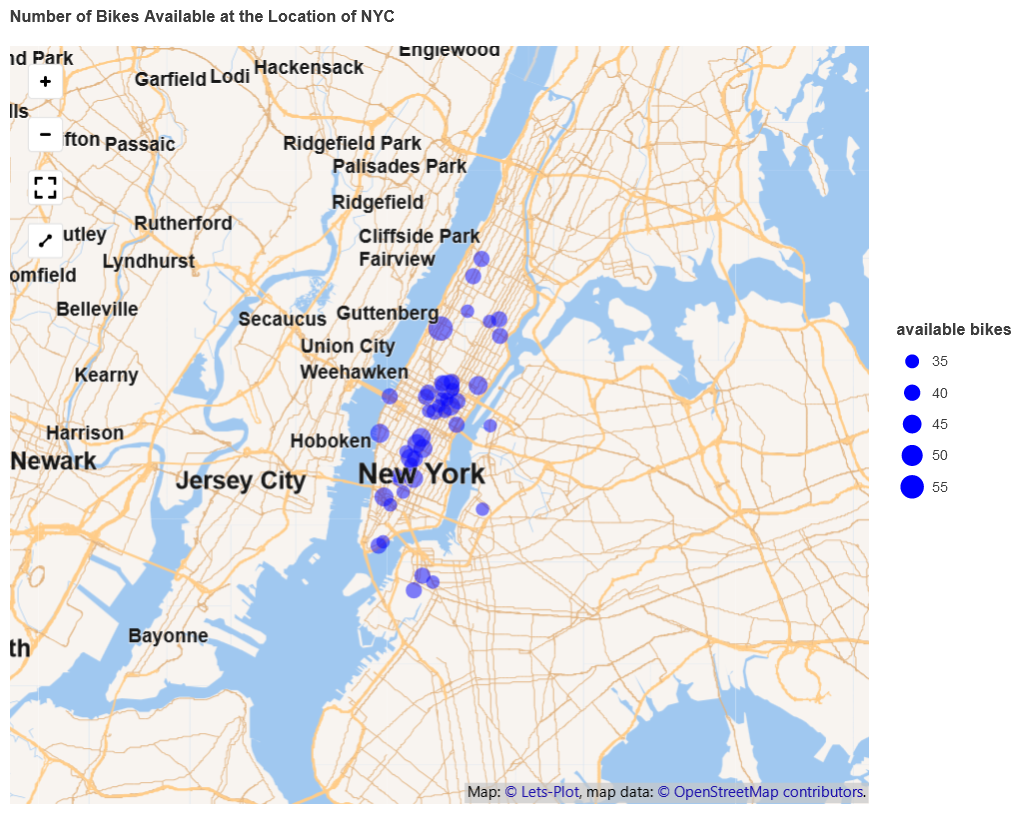 Number of Bikes Available at the Location of NYC
Englewood
nd Park
Hackensack
Garfield
Lodi
+
lls
−
fton
Passaic
Ridgefield Park
Palisades Park
Ridgefield
Rutherford
utley
Cliffside Park
Lyndhurst
Fairview
omfield
Belleville
Secaucus
Guttenberg
Union City
Weehawken
Kearny
Harrison
Hoboken
Newark
Jersey City
New York
Bayonne
th
available bikes
35
40
45
50
55
Map: © Lets-Plot, map data: © OpenStreetMap contributors.